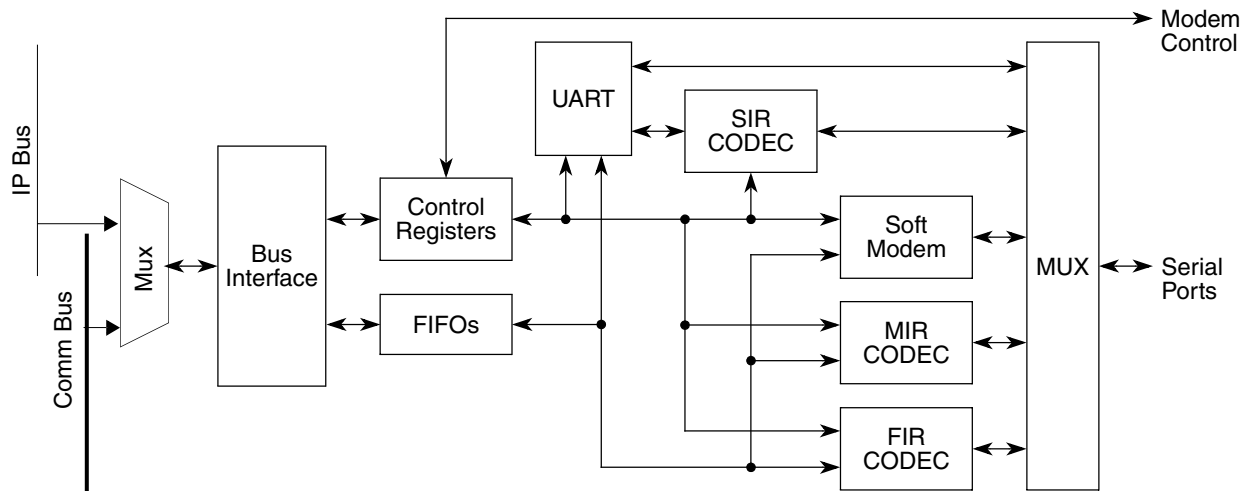 Modem
Control
IP Bus
UART
SIR
CODEC
Mux
Bus
Interface
Control
Registers
Soft
Modem
MUX
Serial
Ports
Comm Bus
FIFOs
MIR
CODEC
FIR
CODEC